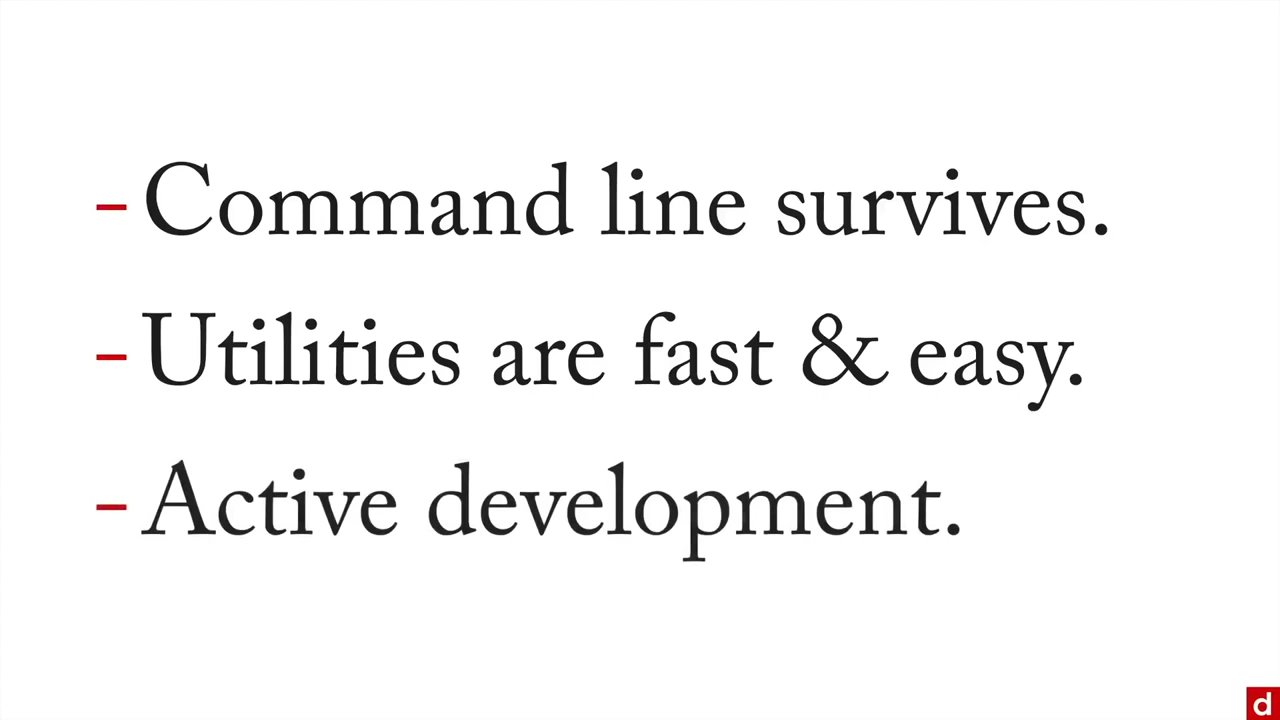 - Command line survives.
- Utilities are fast & easy.
- Active development.
d